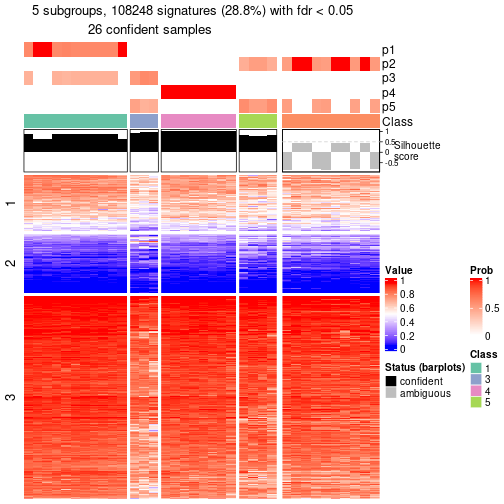 5 subgroups, 108248 signatures (28.8%) with fdr < 0.05
26 confident samples
p1
p2
p3
p4
p5
Class
1
0.5
0
-0.5
Silhouette
score
1
2
3
Value
1
0.8
0.6
0.4
0.2
0
Prob
1
0.5
0
Status (barplots)
confident
ambiguous
Class
1
3
4
5